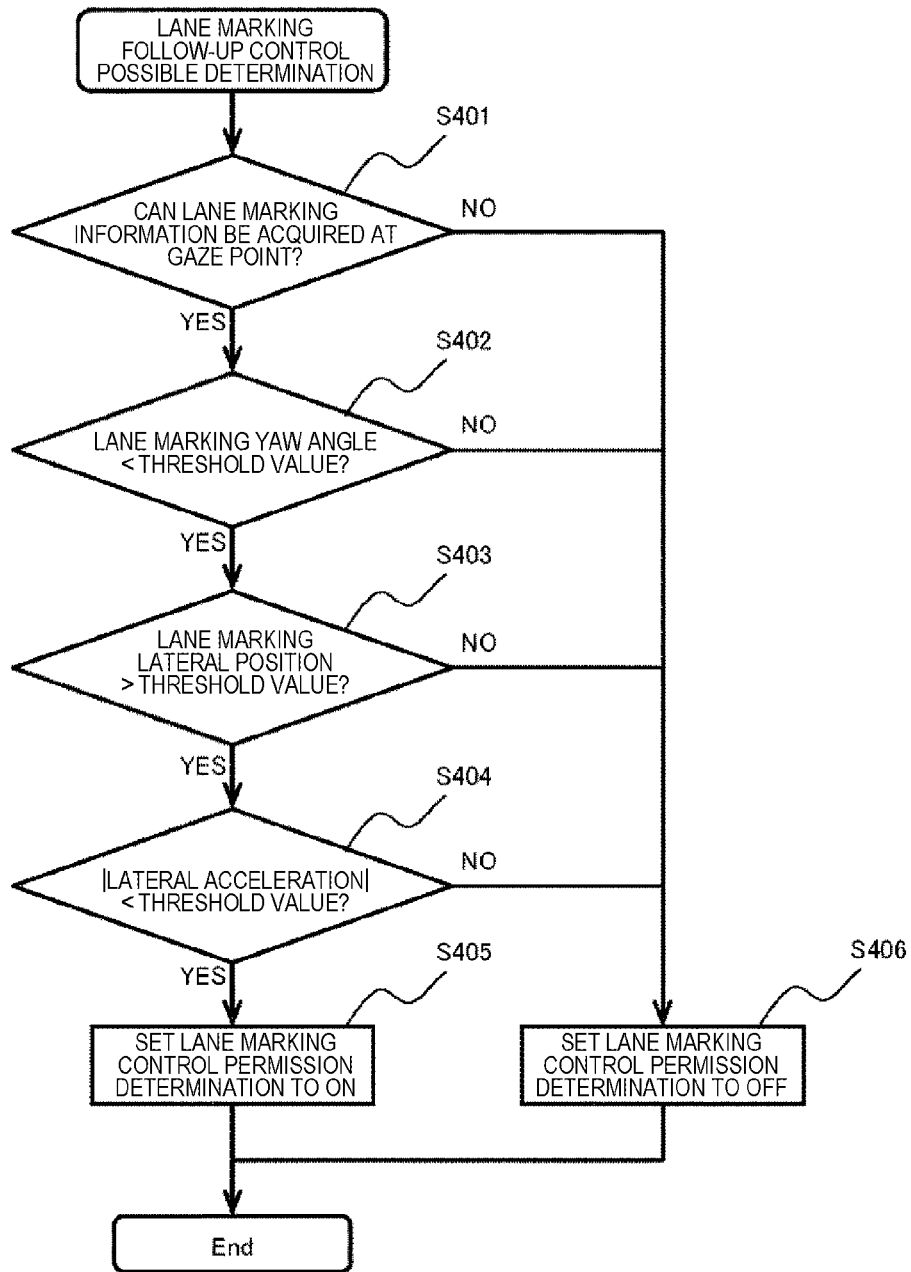 LANE MARKING
FOLLOW-UP CONTROL
POSSIBLE DETERMINATION
S401
CAN LANE MARKING
INFORMATION BE ACQUIRED AT
GAZE POINT?
NO
YES
S402
LANE MARKING YAW ANGLE
< THRESHOLD VALUE?
NO
YES
S403
LANE MARKING
LATERAL POSITION
> THRESHOLD VALUE?
NO
YES
S404
|LATERAL ACCELERATION|
< THRESHOLD VALUE?
NO
YES
S405
SET LANE MARKING
CONTROL PERMISSION
DETERMINATION TO ON
S406
SET LANE MARKING
CONTROL PERMISSION
DETERMINATION TO OFF
End